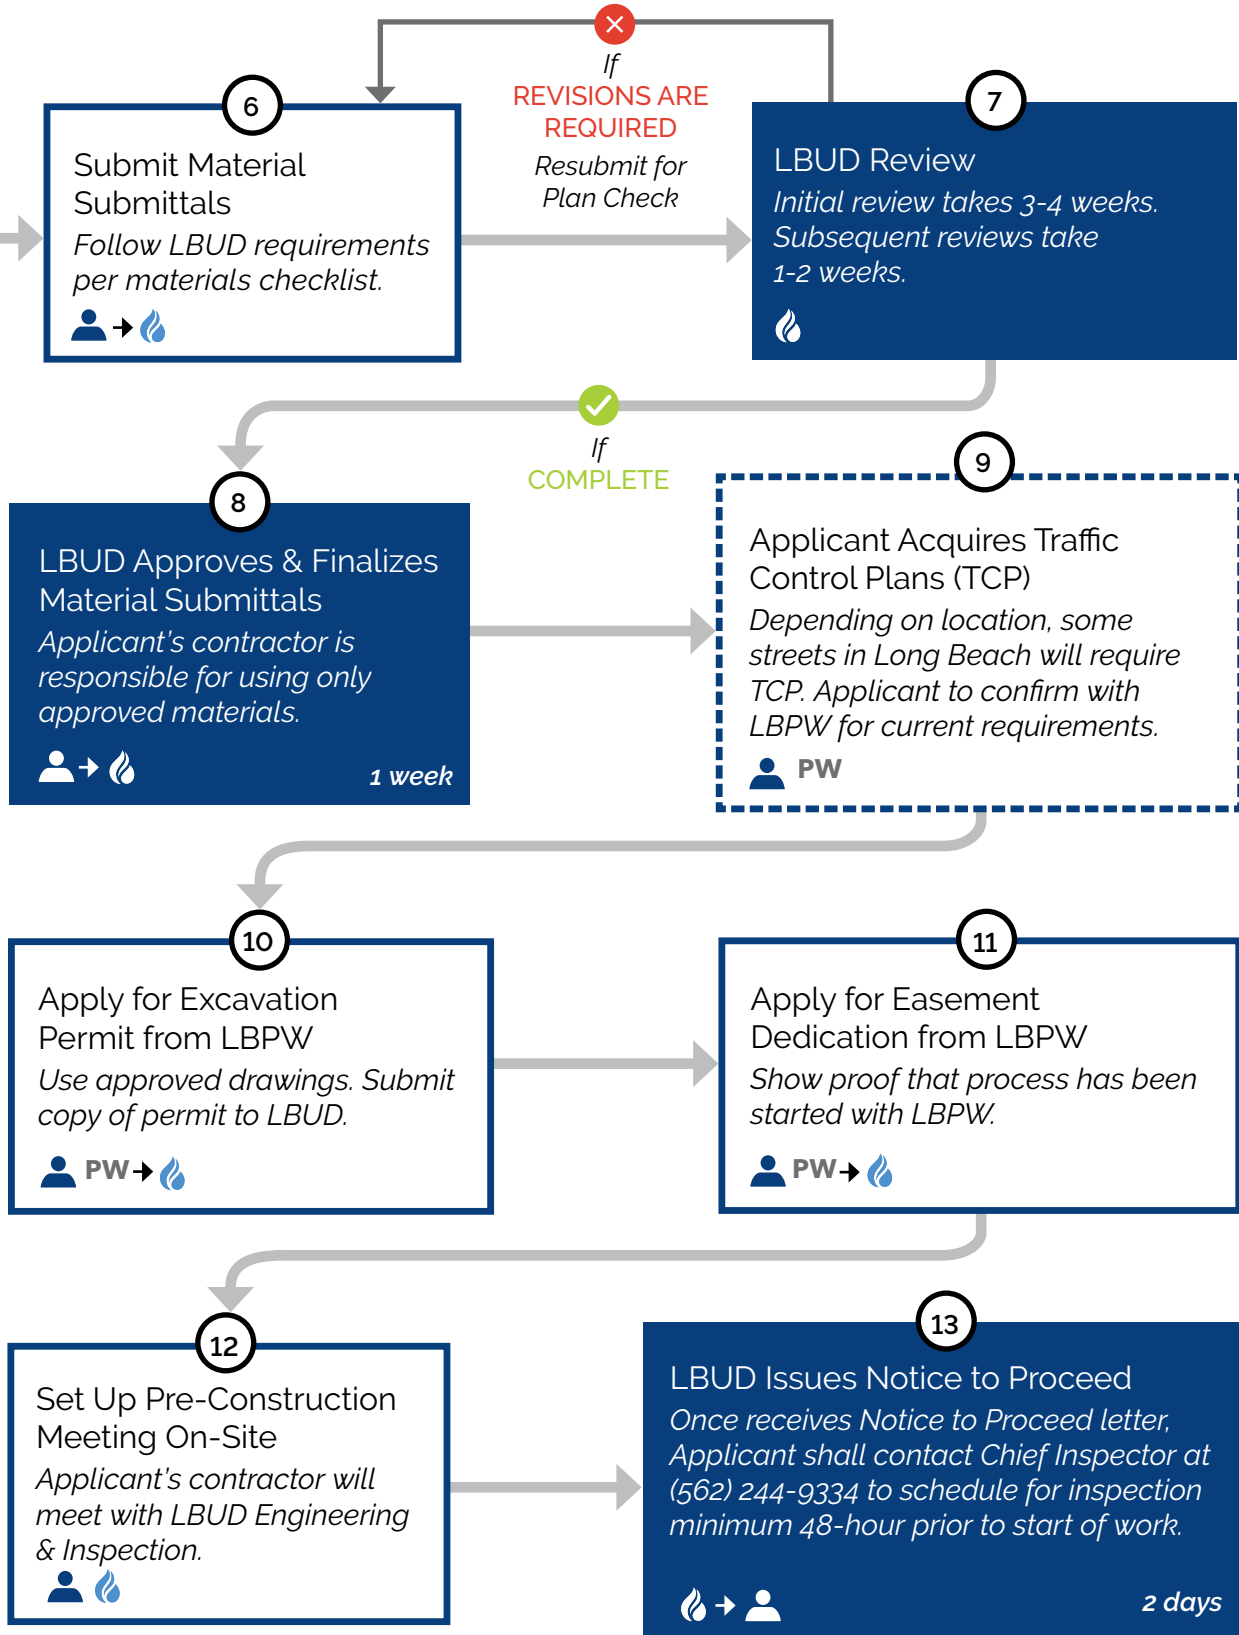 If
REVISIONS ARE
REQUIRED
Resubmit for
Plan Check
6
Submit Material
Submittals
Follow LBUD requirements
per materials checklist.
7
LBUD Review
Initial review takes 3-4 weeks.
Subsequent reviews take
1-2 weeks.
If
COMPLETE
8
LBUD Approves & Finalizes
Material Submittals
Applicant's contractor is
responsible for using only
approved materials.
1 week
9
Applicant Acquires Traffic
Control Plans (TCP)
Depending on location, some
streets in Long Beach will require
TCP. Applicant to confirm with
LBPW for current requirements.
PW
10
Apply for Excavation
Permit from LBPW
Use approved drawings. Submit
copy of permit to LBUD.
PW
11
Apply for Easement
Dedication from LBPW
Show proof that process has been
started with LBPW.
PW
12
Set Up Pre-Construction
Meeting On-Site
Applicant's contractor will
meet with LBUD Engineering
& Inspection.
13
LBUD Issues Notice to Proceed
Once receives Notice to Proceed letter,
Applicant shall contact Chief Inspector at
(562) 244-9334 to schedule for inspection
minimum 48-hour prior to start of work.
2 days